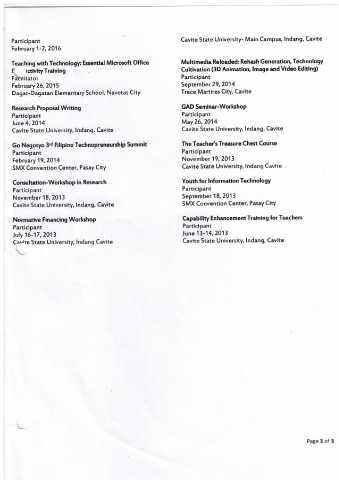 Participant
February 1-2, 2016
Teaching with Technology: Essential Microsoft Office
Training
Facilitator
February 26, 2015
Dagat-Dagatan Elementary School, Navotas City
Research Proposal Writing
Participant
June 4, 2014
Cavite State University, Indang, Cavite
Go Negosyo 3rd Filipino Technopreneurship Summit
Participant
February 19, 2014
SMX Convention Center, Pasay City
Consultation-Workshop in Research
Participant
November 18, 2013
Cavite State University, Indang, Cavite
Normative Financing Workshop
Participant
July 16-17, 2013
Cavite State University, Indang, Cavite
Cavite State University- Main Campus, Indang, Cavite
Multimedia Reloaded: Rehash Generation, Technology
Cultivation (3D Animation, Image and Video Editing)
Participant
September 29, 2014
Trece Martires City, Cavite
GAD Seminar-Workshop
Participant
May 26, 2014
Cavite State University, Indang, Cavite.
The Teacher's Treasure Chest Course
Participant
November 19, 2013
Cavite State University, Indang, Cavite
Youth for Information Technology
Participant
September 18, 2013
SMX Convention Center, Pasay City
Capability Enhancement Training for Teachers
Participant
June 13-14, 2013
Cavite State University, Indang, Cavite
Page 3 of 3